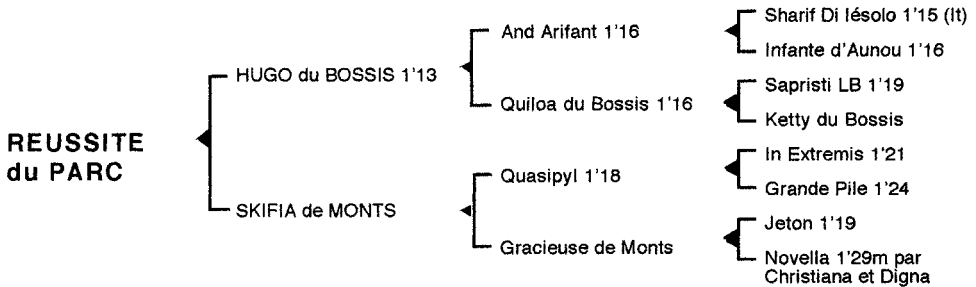 Sharif Di Iésolo 1'15 (It)
And Arifant 1'16
Infante d'Aunou 1'16
HUGO du BOSSIS 1'13
Sapristi LB 1'19
Quiloa du Bossis 1'16
Ketty du Bossis
REUSSITE
du PARC
In Extremis 1'21
Quasipyl 1'18
Grande Pile 1'24
SKIFIA de MONTS
Jeton 1'19
Gracieuse de Monts
Novella 1'29m par
Christiana et Digna